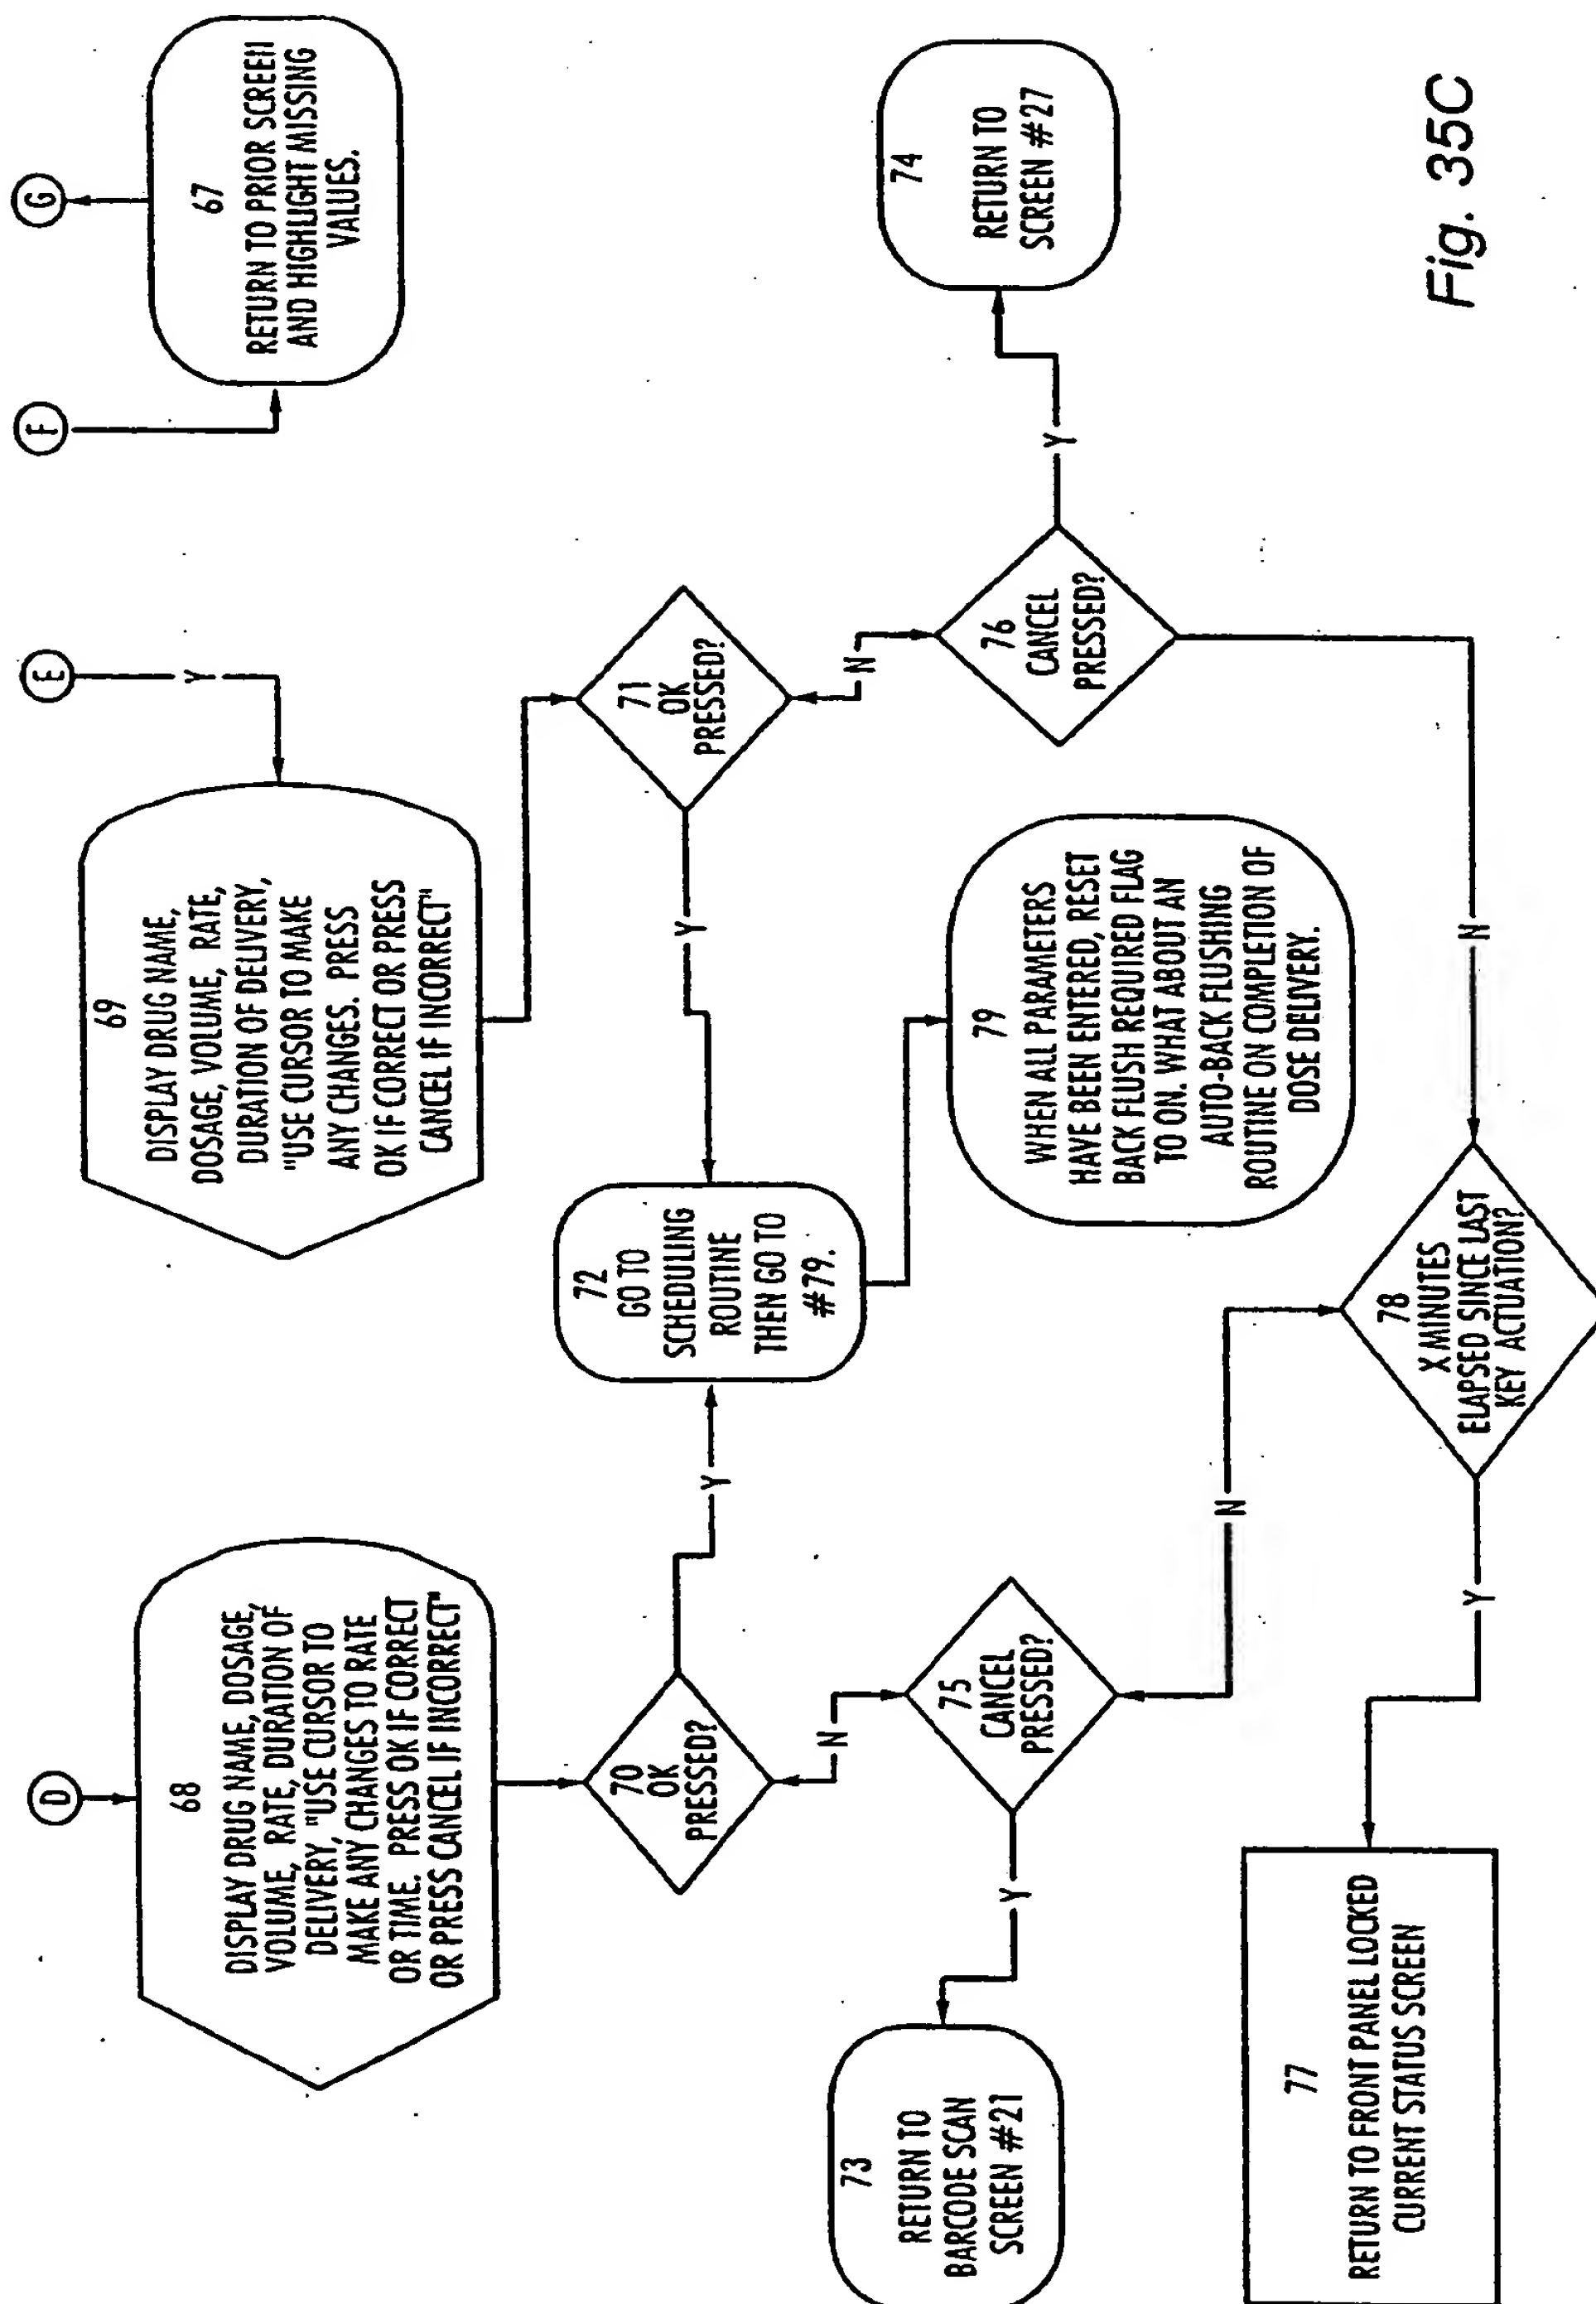 D
68
DISPLAY DRUG NAME, DOSAGE,
VOLUME, RATE, DURATION OF
DELIVERY, "USE CURSOR TO
MAKE ANY CHANGES TO RATE
OR TIME. PRESS OK IF CORRECT
OR PRESS CANCEL IF INCORRECT"
E
Y
69
DISPLAY DRUG NAME,
DOSAGE, VOLUME, RATE,
DURATION OF DELIVERY,
"USE CURSOR TO MAKE
ANY CHANGES. PRESS
OK IF CORRECT OR PRESS
CANCEL IF INCORRECT"
F
G
67
RETURN TO PRIOR SCREEN
AND HIGHLIGHT MISSING
VALUES.
70
OK
PRESSED?
Y
N
72
GO TO
SCHEDULING
ROUTINE
THEN GO TO
#79.
Y
71
OK
PRESSED?
N
73
RETURN TO
BARCODE SCAN
SCREEN #21
Y
75
CANCEL
PRESSED?
N
79
WHEN ALL PARAMETERS
HAVE BEEN ENTERED, RESET
BACK FLUSH REQUIRED FLAG
TO ON. WHAT ABOUT AN
AUTO-BACK FLUSHING
ROUTINE ON COMPLETION OF
DOSE DELIVERY.
76
CANCEL
PRESSED?
Y
74
RETURN TO
SCREEN #27
N
77
RETURN TO FRONT PANEL LOCKED
CURRENT STATUS SCREEN
Y
78
X MINUTES
ELAPSED SINCE LAST
KEY ACTUATION?
Fig. 35C